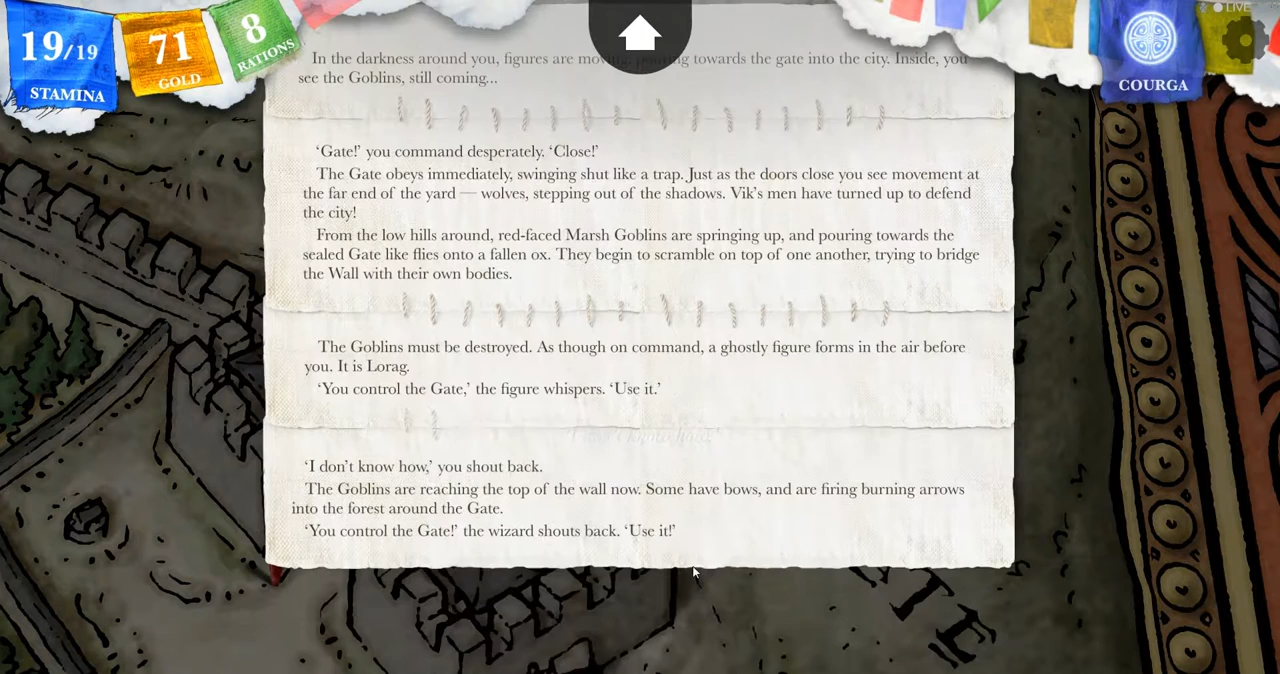 19/19
STAMINA
71
GOLD
8
RATIONS
COURGA
LIVE
In the darkness around you, figures are moving, pouring towards the gate into the city. Inside, you
see the Goblins, still coming...
‘Gate!’ you command desperately. ‘Close!’
The Gate obeys immediately, swinging shut like a trap. Just as the doors close you see movement at
the far end of the yard — wolves, stepping out of the shadows. Vik’s men have turned up to defend
the city!
From the low hills around, red-faced Marsh Goblins are springing up, and pouring towards the
sealed Gate like flies onto a fallen ox. They begin to scramble on top of one another, trying to bridge
the Wall with their own bodies.
The Goblins must be destroyed. As though on command, a ghostly figure forms in the air before
you. It is Lorag.
‘You control the Gate,’ the figure whispers. ‘Use it.’
‘I don’t know how!’
‘I don’t know how,’ you shout back.
The Goblins are reaching the top of the wall now. Some have bows, and are firing burning arrows
into the forest around the Gate.
‘You control the Gate!’ the wizard shouts back. ‘Use it!’